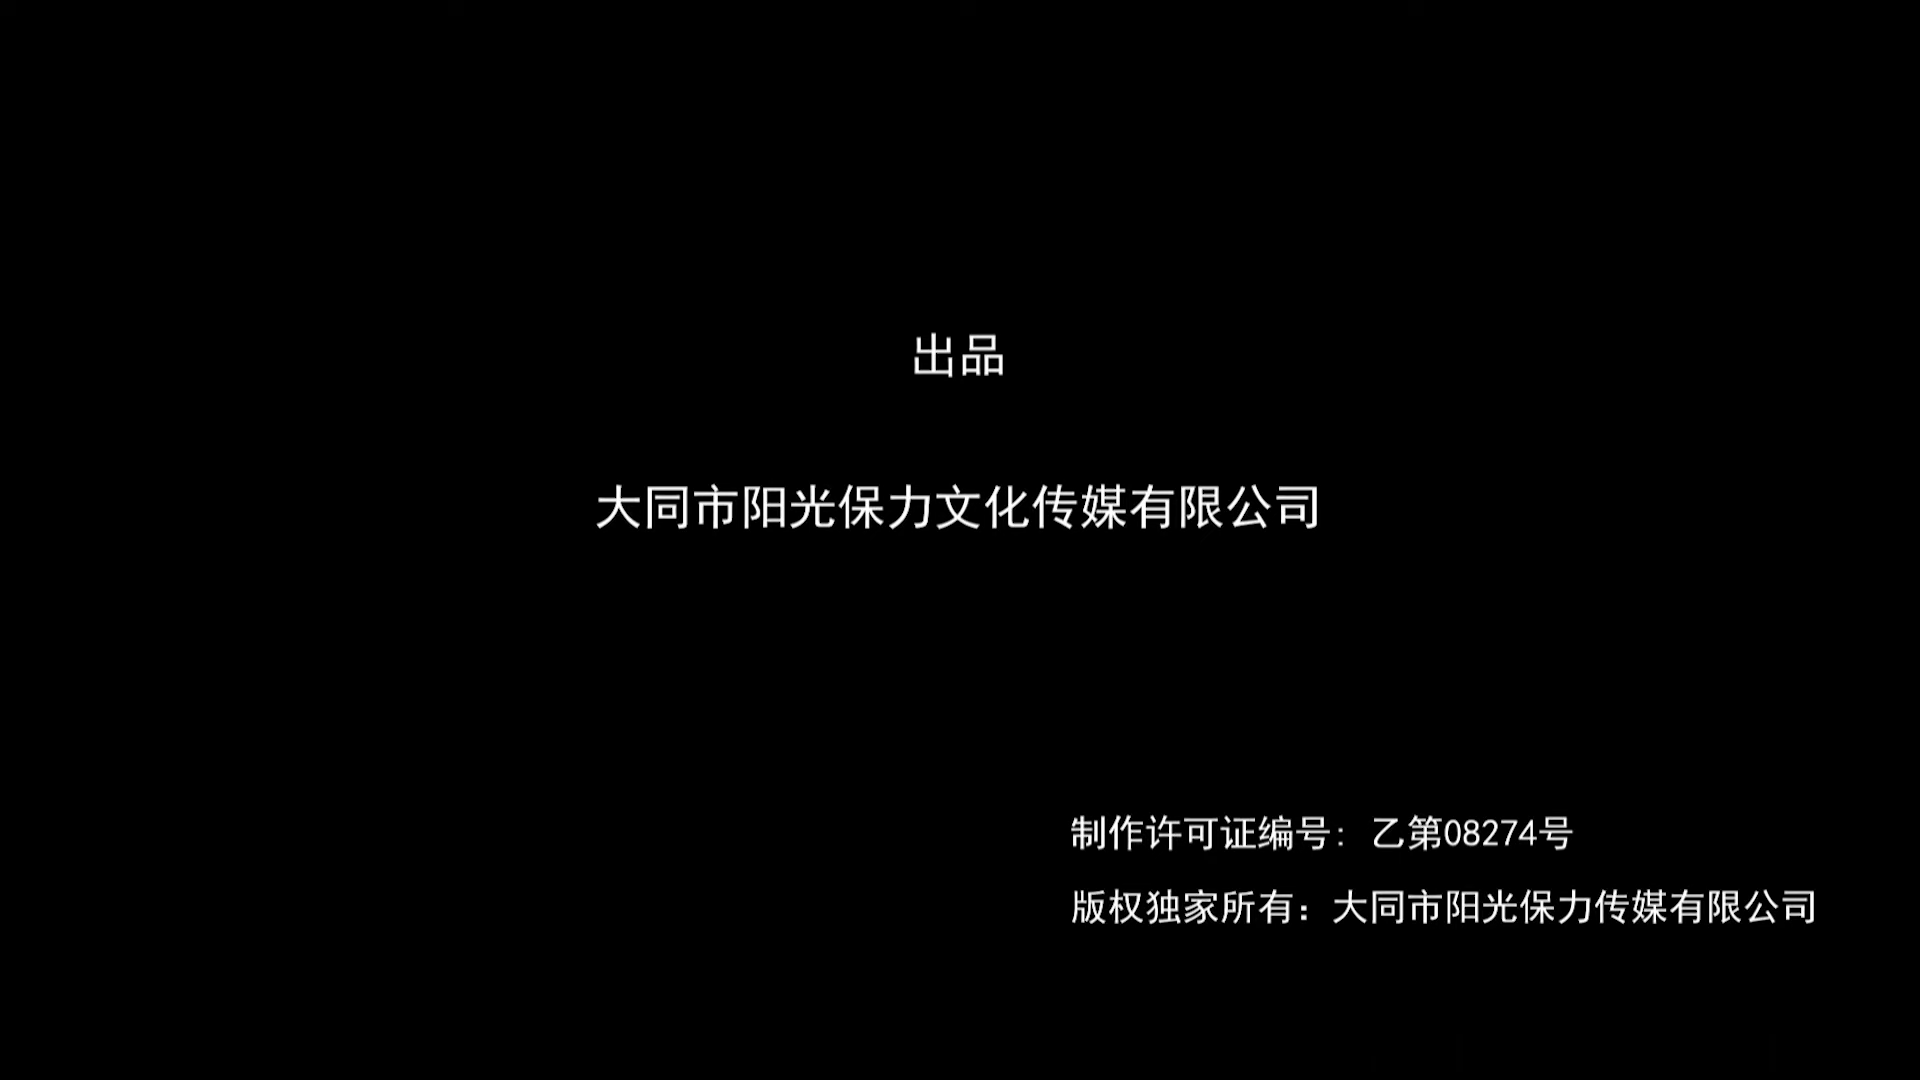 出品
大同市阳光保力文化传媒有限公司
制作许可证编号：乙第08274号
版权独家所有：大同市阳光保力传媒有限公司